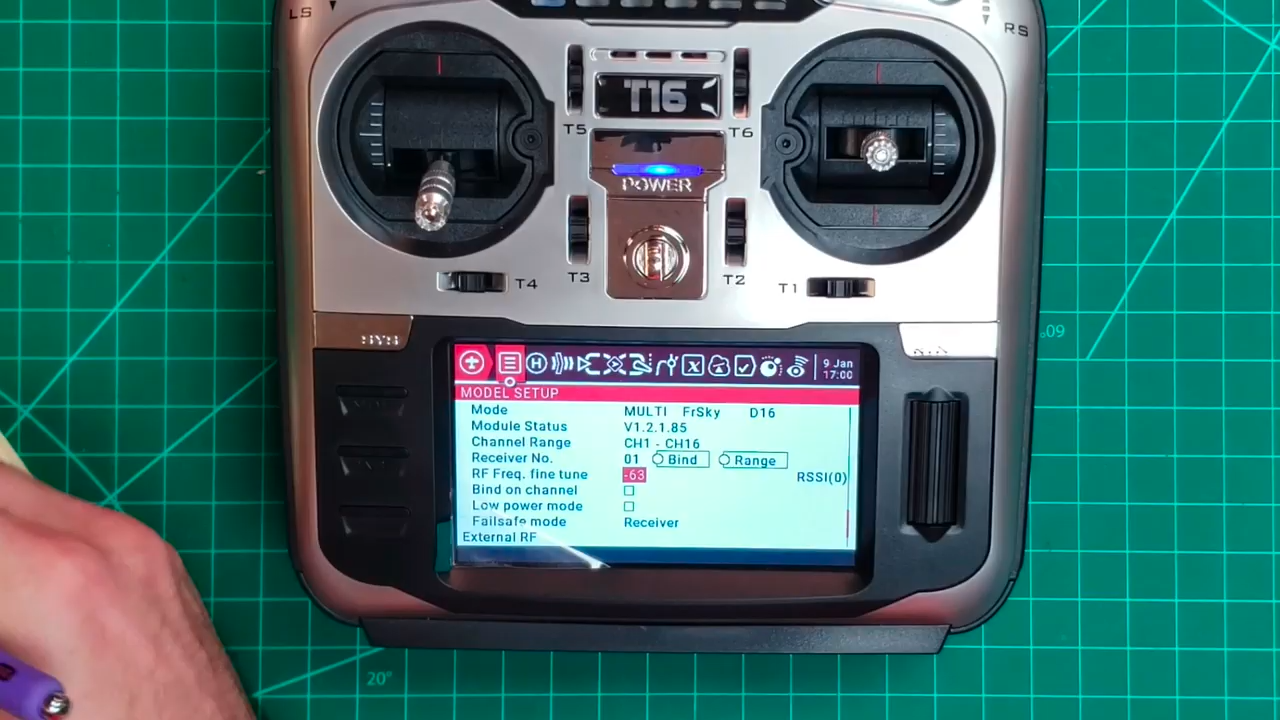 LS
RS
T16
T5
T6
POWER
T4
T3
T2
T1
SYS
9 Jan
17:00
MODEL SETUP
Mode MULTI FrSky D16
Module Status V1.2.1.85
Channel Range CH1 - CH16
Receiver No. 01 Bind Range
RF Freq. fine tune -63 RSSI(0)
Bind on channel
Low power mode
Failsafe mode Receiver
External RF
60°
20°